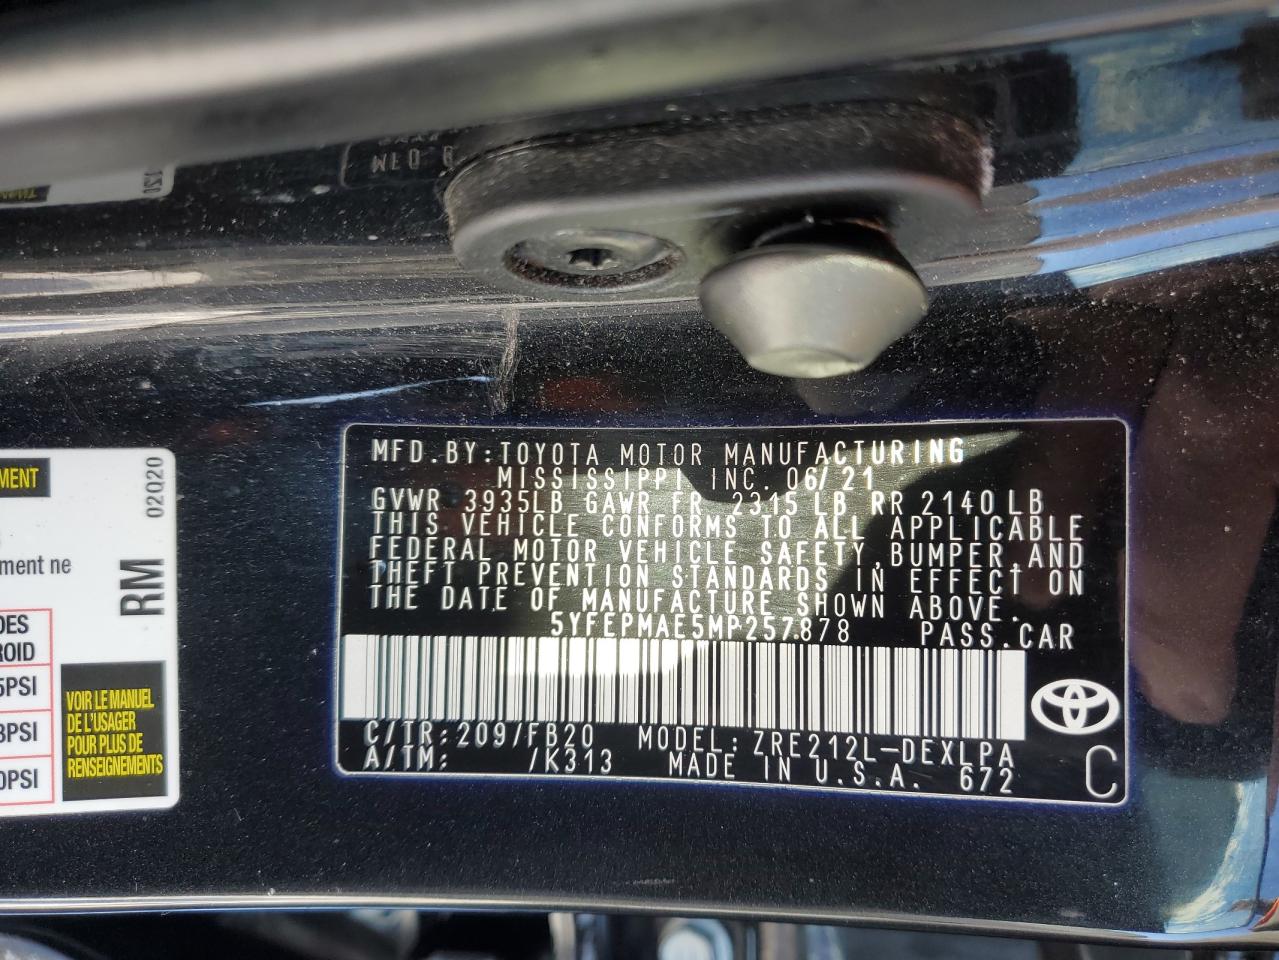 WLO
MENT
02020
ment ne
RM
DES
ROID
5PSI
3PSI
0PSI
VOIR LE MANUEL
DE L'USAGER
POUR PLUS DE
RENSEIGNEMENTS
MFD.BY:TOYOTA MOTOR MANUFACTURING
MISSISSIPPI INC. 06/21
GVWR 3935LB GAWR FR 2315 LB RR 2140 LB
THIS VEHICLE CONFORMS TO ALL APPLICABLE
FEDERAL MOTOR VEHICLE SAFETY,BUMPER,AND
THEFT PREVENTION STANDARDS IN EFFECT ON
THE DATE OF MANUFACTURE SHOWN ABOVE.
5YFEPMAE5MP257878 PASS.CAR
C/TR:209/FB20 MODEL:ZRE212L-DEXLPA
A/TM: /K313 MADE IN U.S.A. 672
C